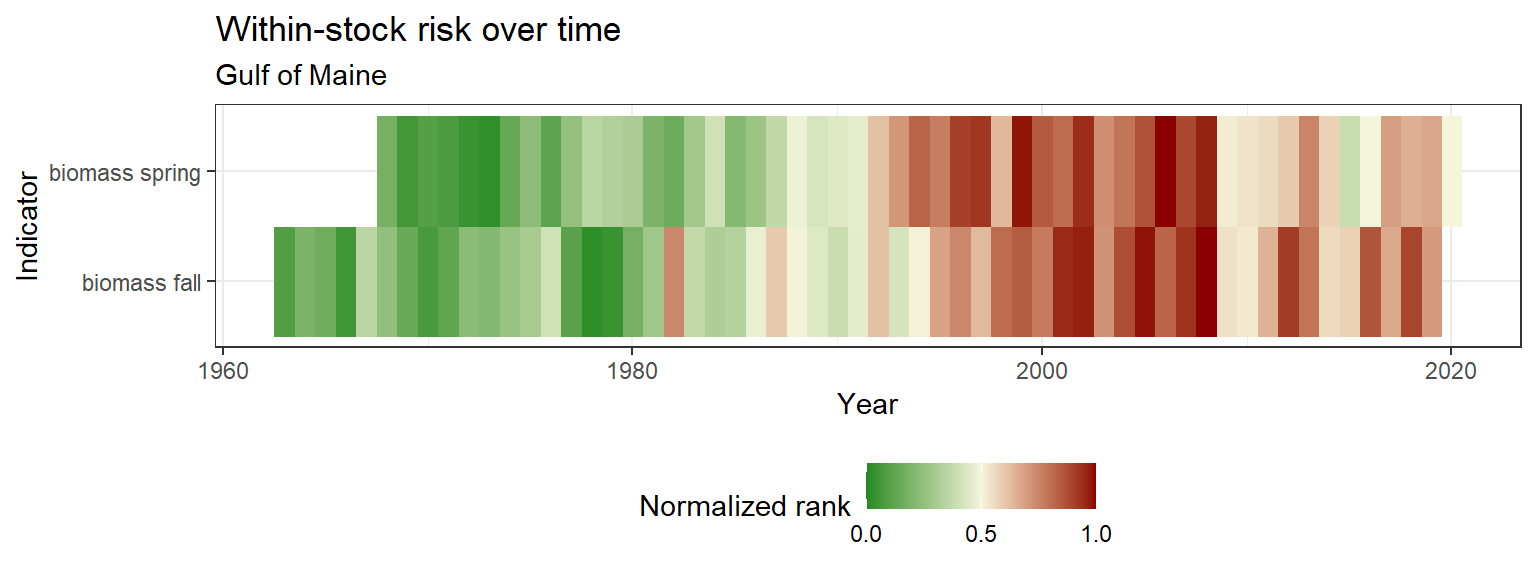 Within-stock risk over time
Gulf of Maine
Indicator
biomass spring
biomass fall
1960 1980 2000 2020
Year
Normalized rank
0.0 0.5 1.0